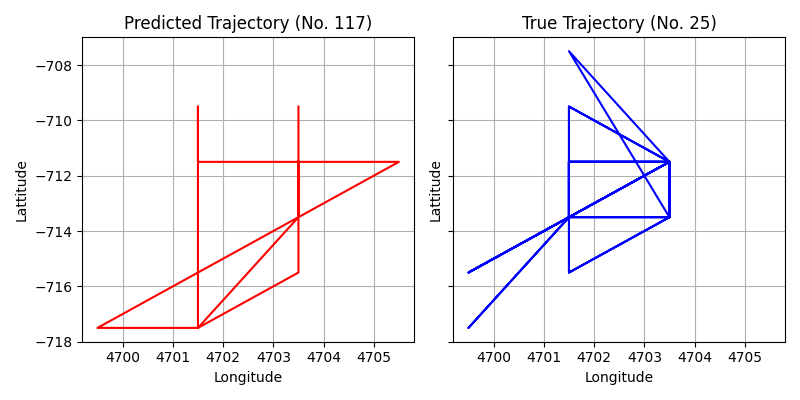 Predicted Trajectory (No. 117)
True Trajectory (No. 25)
−708
−710
−712
−714
−716
−718
Lattitude
Lattitude
4700 4701 4702 4703 4704 4705
4700 4701 4702 4703 4704 4705
Longitude
Longitude